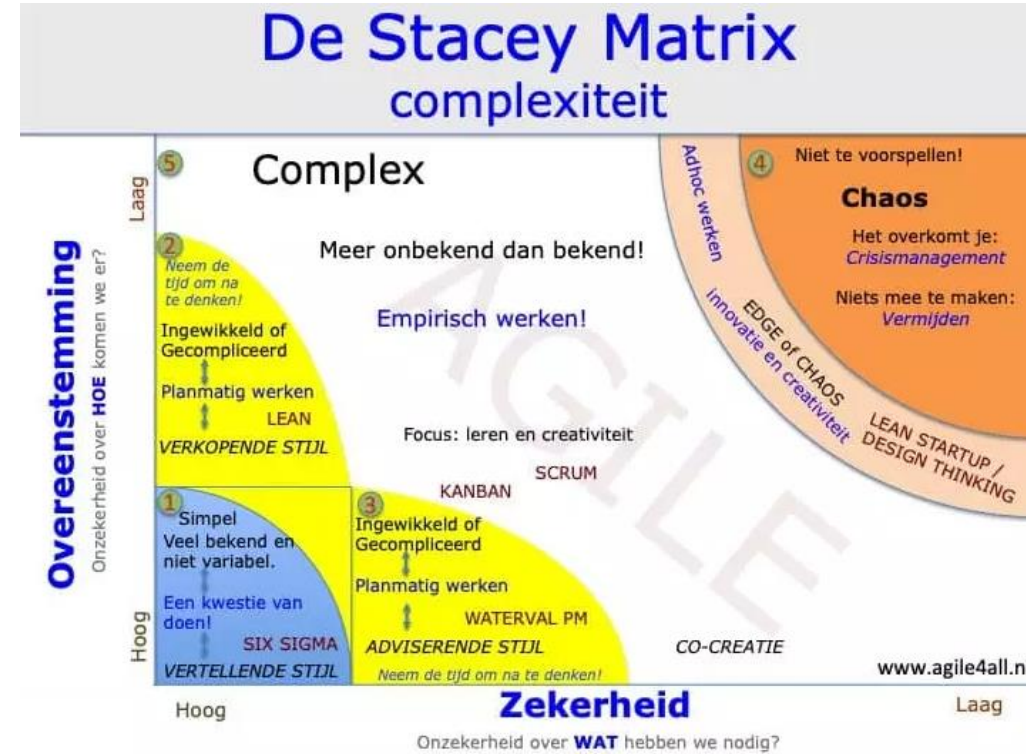 De Stacey Matrix
complexiteit
Overeenstemming
Onzekerheid over HOE komen we er?
Laag
Hoog
5
Complex
Meer onbekend dan bekend!
Empirisch werken!
Focus: leren en creativiteit
SCRUM
KANBAN
CO-CREATIE
AGILE
2
Neem de
tijd om na
te denken!
Ingewikkeld of
Gecompliceerd
Planmatig werken
LEAN
VERKOPENDE STIJL
1
Simpel
Veel bekend en
niet variabel.
Een kwestie van
doen!
SIX SIGMA
VERTELLENDE STIJL
3
Ingewikkeld of
Gecompliceerd
Planmatig werken
WATERVAL PM
ADVISERENDE STIJL
Neem de tijd om na te denken!
Adhoc werken
EDGE of CHAOS
innovatie en creativiteit
LEAN STARTUP /
DESIGN THINKING
4
Niet te voorspellen!
Chaos
Het overkomt je:
Crisismanagement
Niets mee te maken:
Vermijden
www.agile4all.n
Hoog
Zekerheid
Laag
Onzekerheid over WAT hebben we nodig?